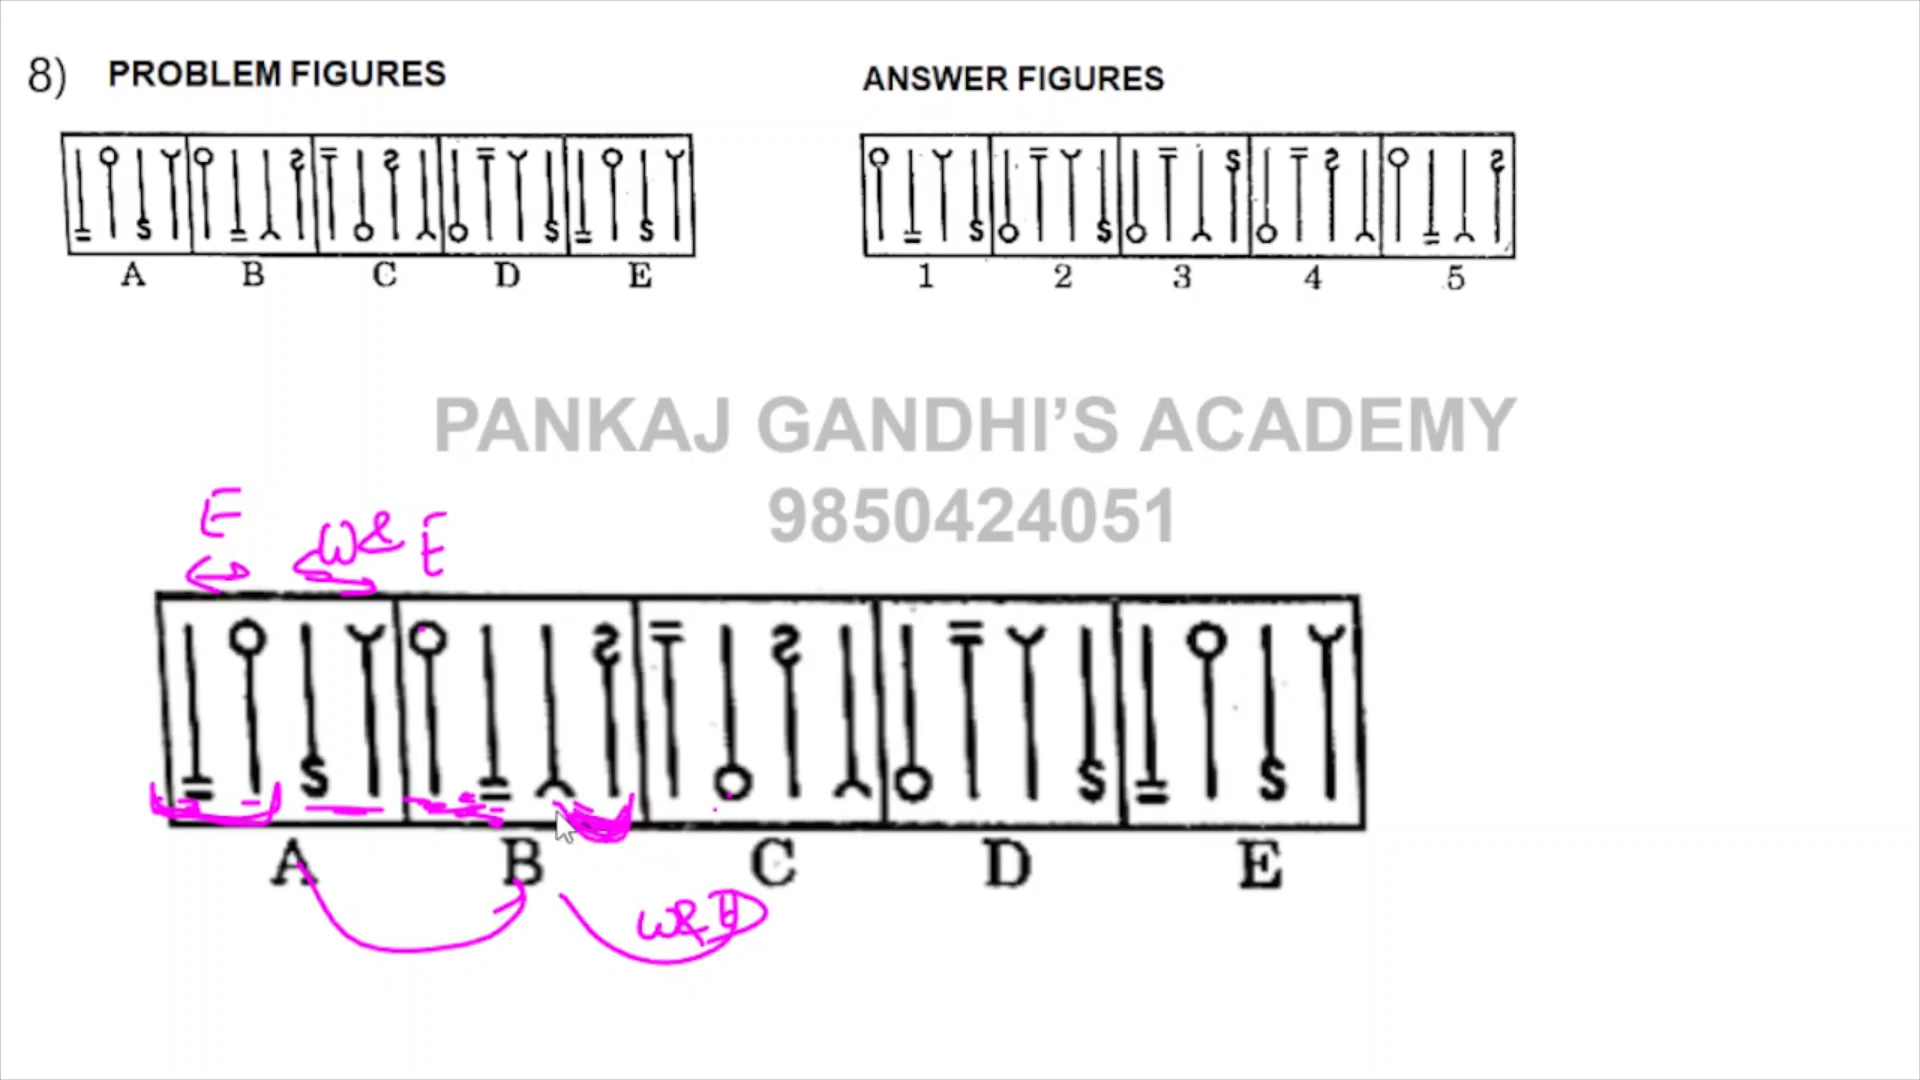 8) PROBLEM FIGURES
ANSWER FIGURES
A B C D E
1 2 3 4 5
PANKAJ GANDHI'S ACADEMY
9850424051
E
W& E
A B C D E
W&